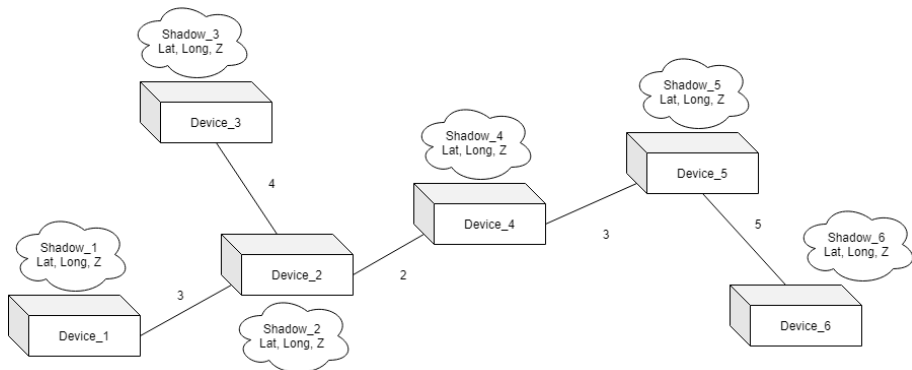 Shadow_3
Lat, Long, Z
Device_3
4
Shadow_5
Lat, Long, Z
Device_5
Shadow_4
Lat, Long, Z
Device_4
3
5
Shadow_1
Lat, Long, Z
Device_1
3
Device_2
2
Shadow_2
Lat, Long, Z
Shadow_6
Lat, Long, Z
Device_6